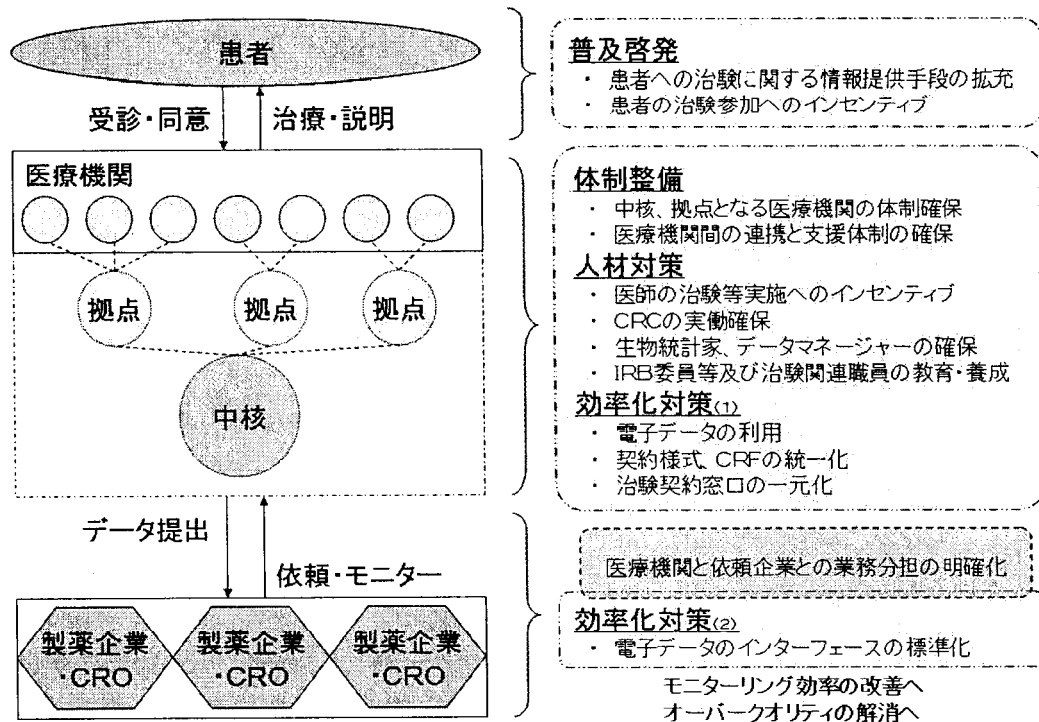 患者
受診・同意
治療・説明
医療機関
拠点
拠点
拠点
中核
データ提出
依頼・モニター
製薬企業
・CRO
製薬企業
・CRO
製薬企業
・CRO
普及啓発
・ 患者への治験に関する情報提供手段の拡充
・ 患者の治験参加へのインセンティブ
体制整備
・ 中核、拠点となる医療機関の体制確保
・ 医療機関間の連携と支援体制の確保
人材対策
・ 医師の治験等実施へのインセンティブ
・ CRCの実働確保
・ 生物統計家、データマネージャーの確保
・ IRB委員等及び治験関連職員の教育・養成
効率化対策(1)
・ 電子データの利用
・ 契約様式、CRFの統一化
・ 治験契約窓口の一元化
医療機関と依頼企業との業務分担の明確化
効率化対策(2)
・ 電子データのインターフェースの標準化
モニターリング効率の改善へ
オーバークオリティの解消へ